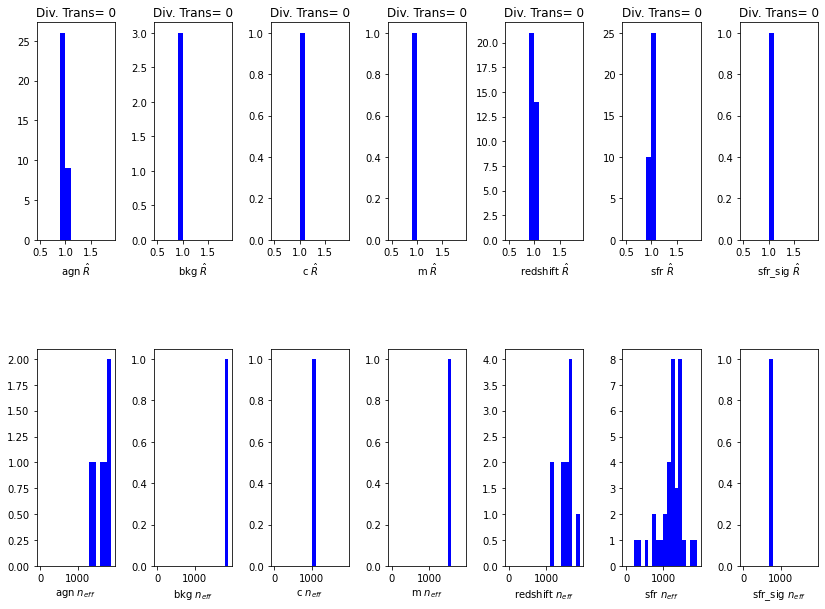 Div. Trans= 0 Div. Trans= 0 Div. Trans= 0 Div. Trans= 0 Div. Trans= 0 Div. Trans= 0 Div. Trans= 0
25 3.0 1.0 1.0 20.0 25 1.0
2.5 17.5
20 0.8 0.8 20 0.8
2.0 15.0
15 0.6 0.6 12.5 15 0.6
1.5 10.0
10 0.4 0.4 7.5 10 0.4
1.0
5 0.2 0.2 5.0 5 0.2
0.5 2.5
0 0.0 0.0 0.0 0.0 0 0.0
0.5 1.0 1.5 0.5 1.0 1.5 0.5 1.0 1.5 0.5 1.0 1.5 0.5 1.0 1.5 0.5 1.0 1.5 0.5 1.0 1.5
agn R̂ bkg R̂ c R̂ m R̂ redshift R̂ sfr R̂ sfr_sig R̂
2.00 1.0 1.0 1.0 4.0 8 1.0
1.75 3.5 7
1.50 0.8 0.8 0.8 3.0 6 0.8
1.25 0.6 0.6 0.6 2.5 5 0.6
1.00 2.0 4
0.75 0.4 0.4 0.4 1.5 3 0.4
0.50 0.2 0.2 0.2 1.0 2 0.2
0.25 0.5 1
0.00 0.0 0.0 0.0 0.0 0 0.0
0 1000 0 1000 0 1000 0 1000 0 1000 0 1000 0 1000
agn n_eff bkg n_eff c n_eff m n_eff redshift n_eff sfr n_eff sfr_sig n_eff